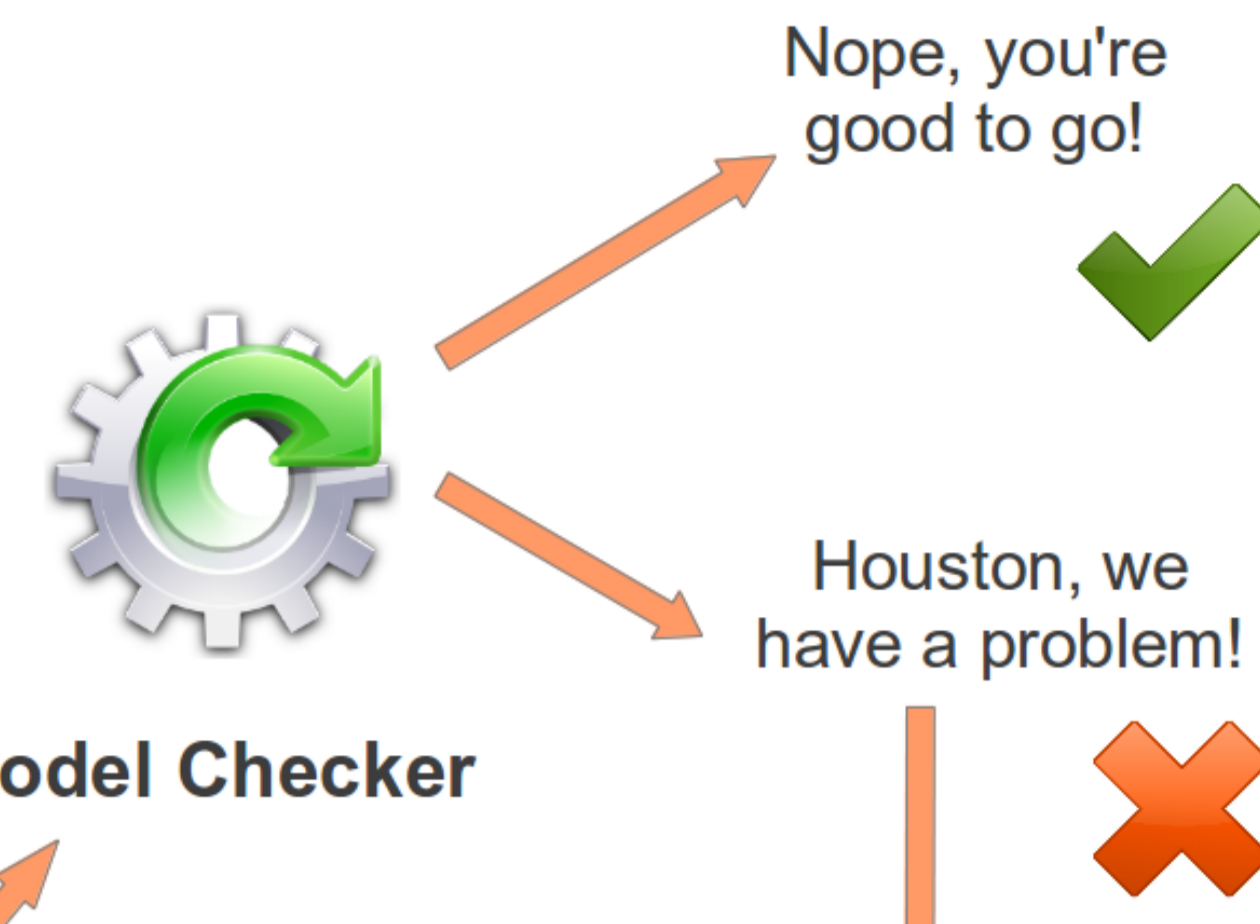 Nope, you're
good to go!
Houston, we
have a problem!
odel Checker